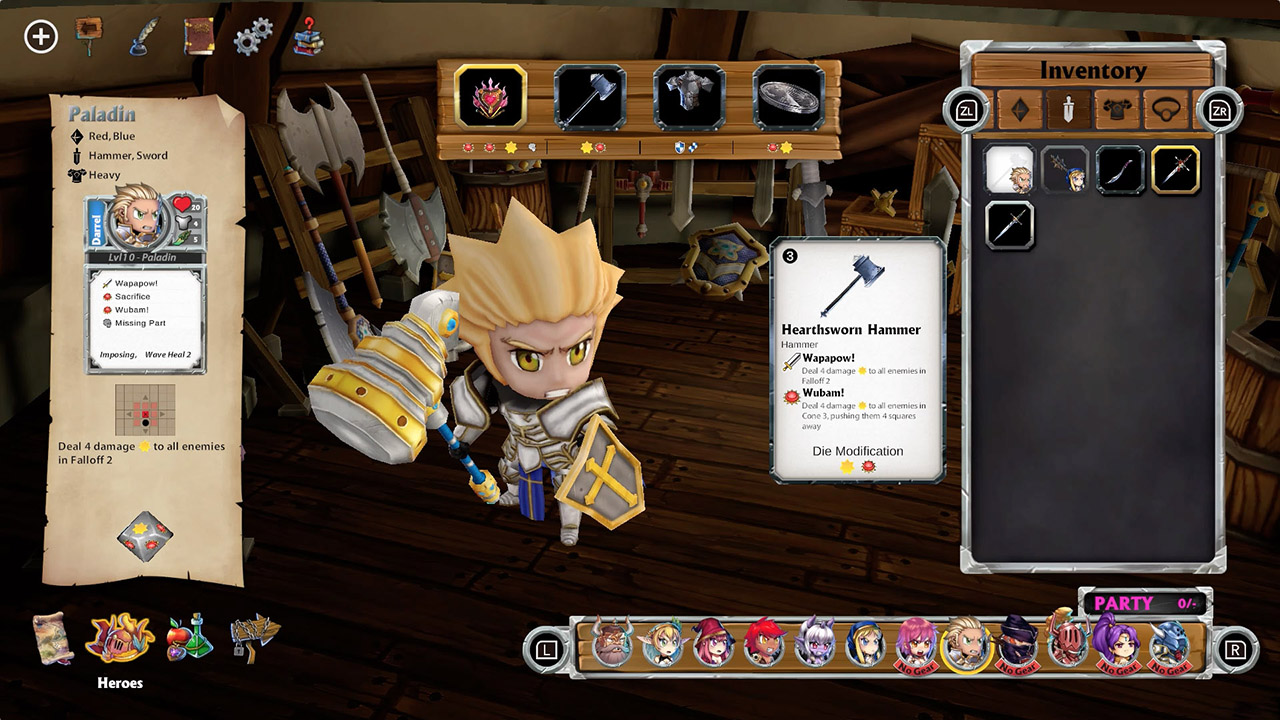 Paladin
Red, Blue
Hammer, Sword
Heavy
Darrel
20
4
3
Lvl10 - Paladin
Wapapow!
Sacrifice
Wubam!
Missing Part
Imposing, Wave Heal 2
Deal 4 damage to all enemies
in Falloff 2
3
Hearthsworn Hammer
Hammer
Wapapow!
Deal 4 damage to all enemies in
Falloff 2
Wubam!
Deal 4 damage to all enemies in
Cone 3, pushing them 4 squares
away
Die Modification
Inventory
ZL
ZR
Heroes
PARTY 0/-
L
No Gear
No Gear
No Gear
No Gear
R